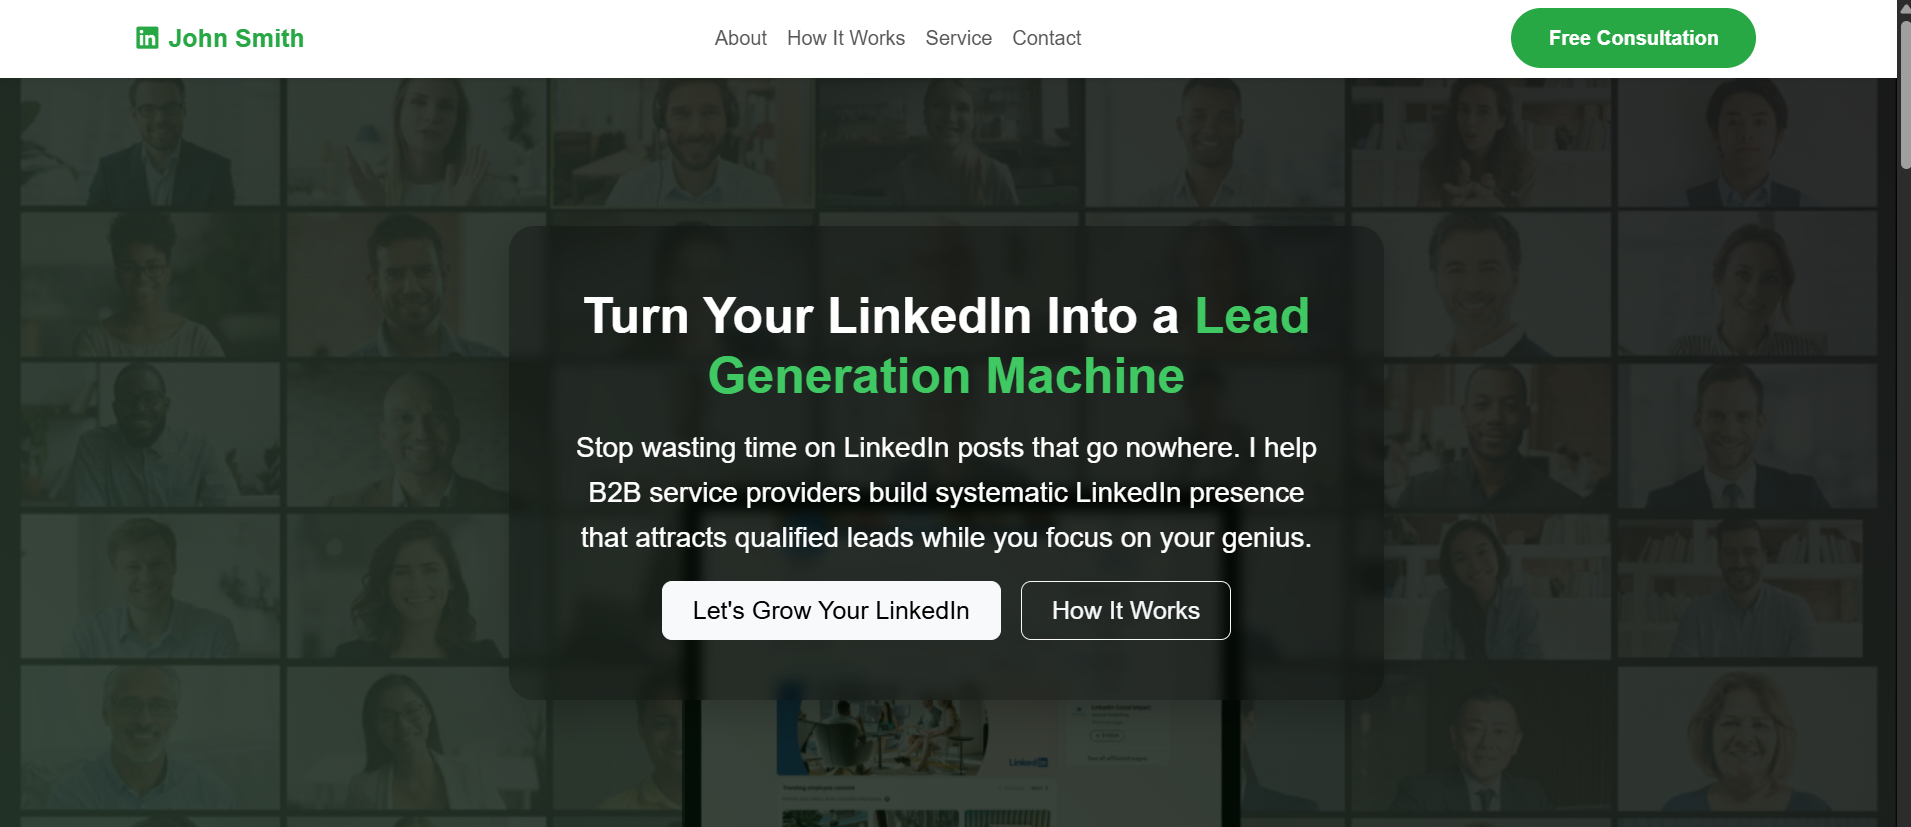 in John Smith
About How It Works Service Contact
Free Consultation
Turn Your LinkedIn Into a Lead
Generation Machine
Stop wasting time on LinkedIn posts that go nowhere. I help
B2B service providers build systematic LinkedIn presence
that attracts qualified leads while you focus on your genius.
Let's Grow Your LinkedIn
How It Works
LinkedIn